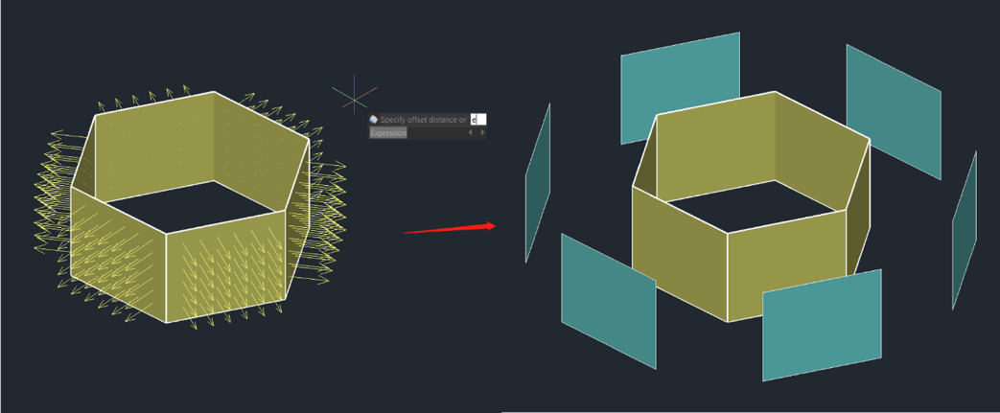 Specify offset distance or e
Expression